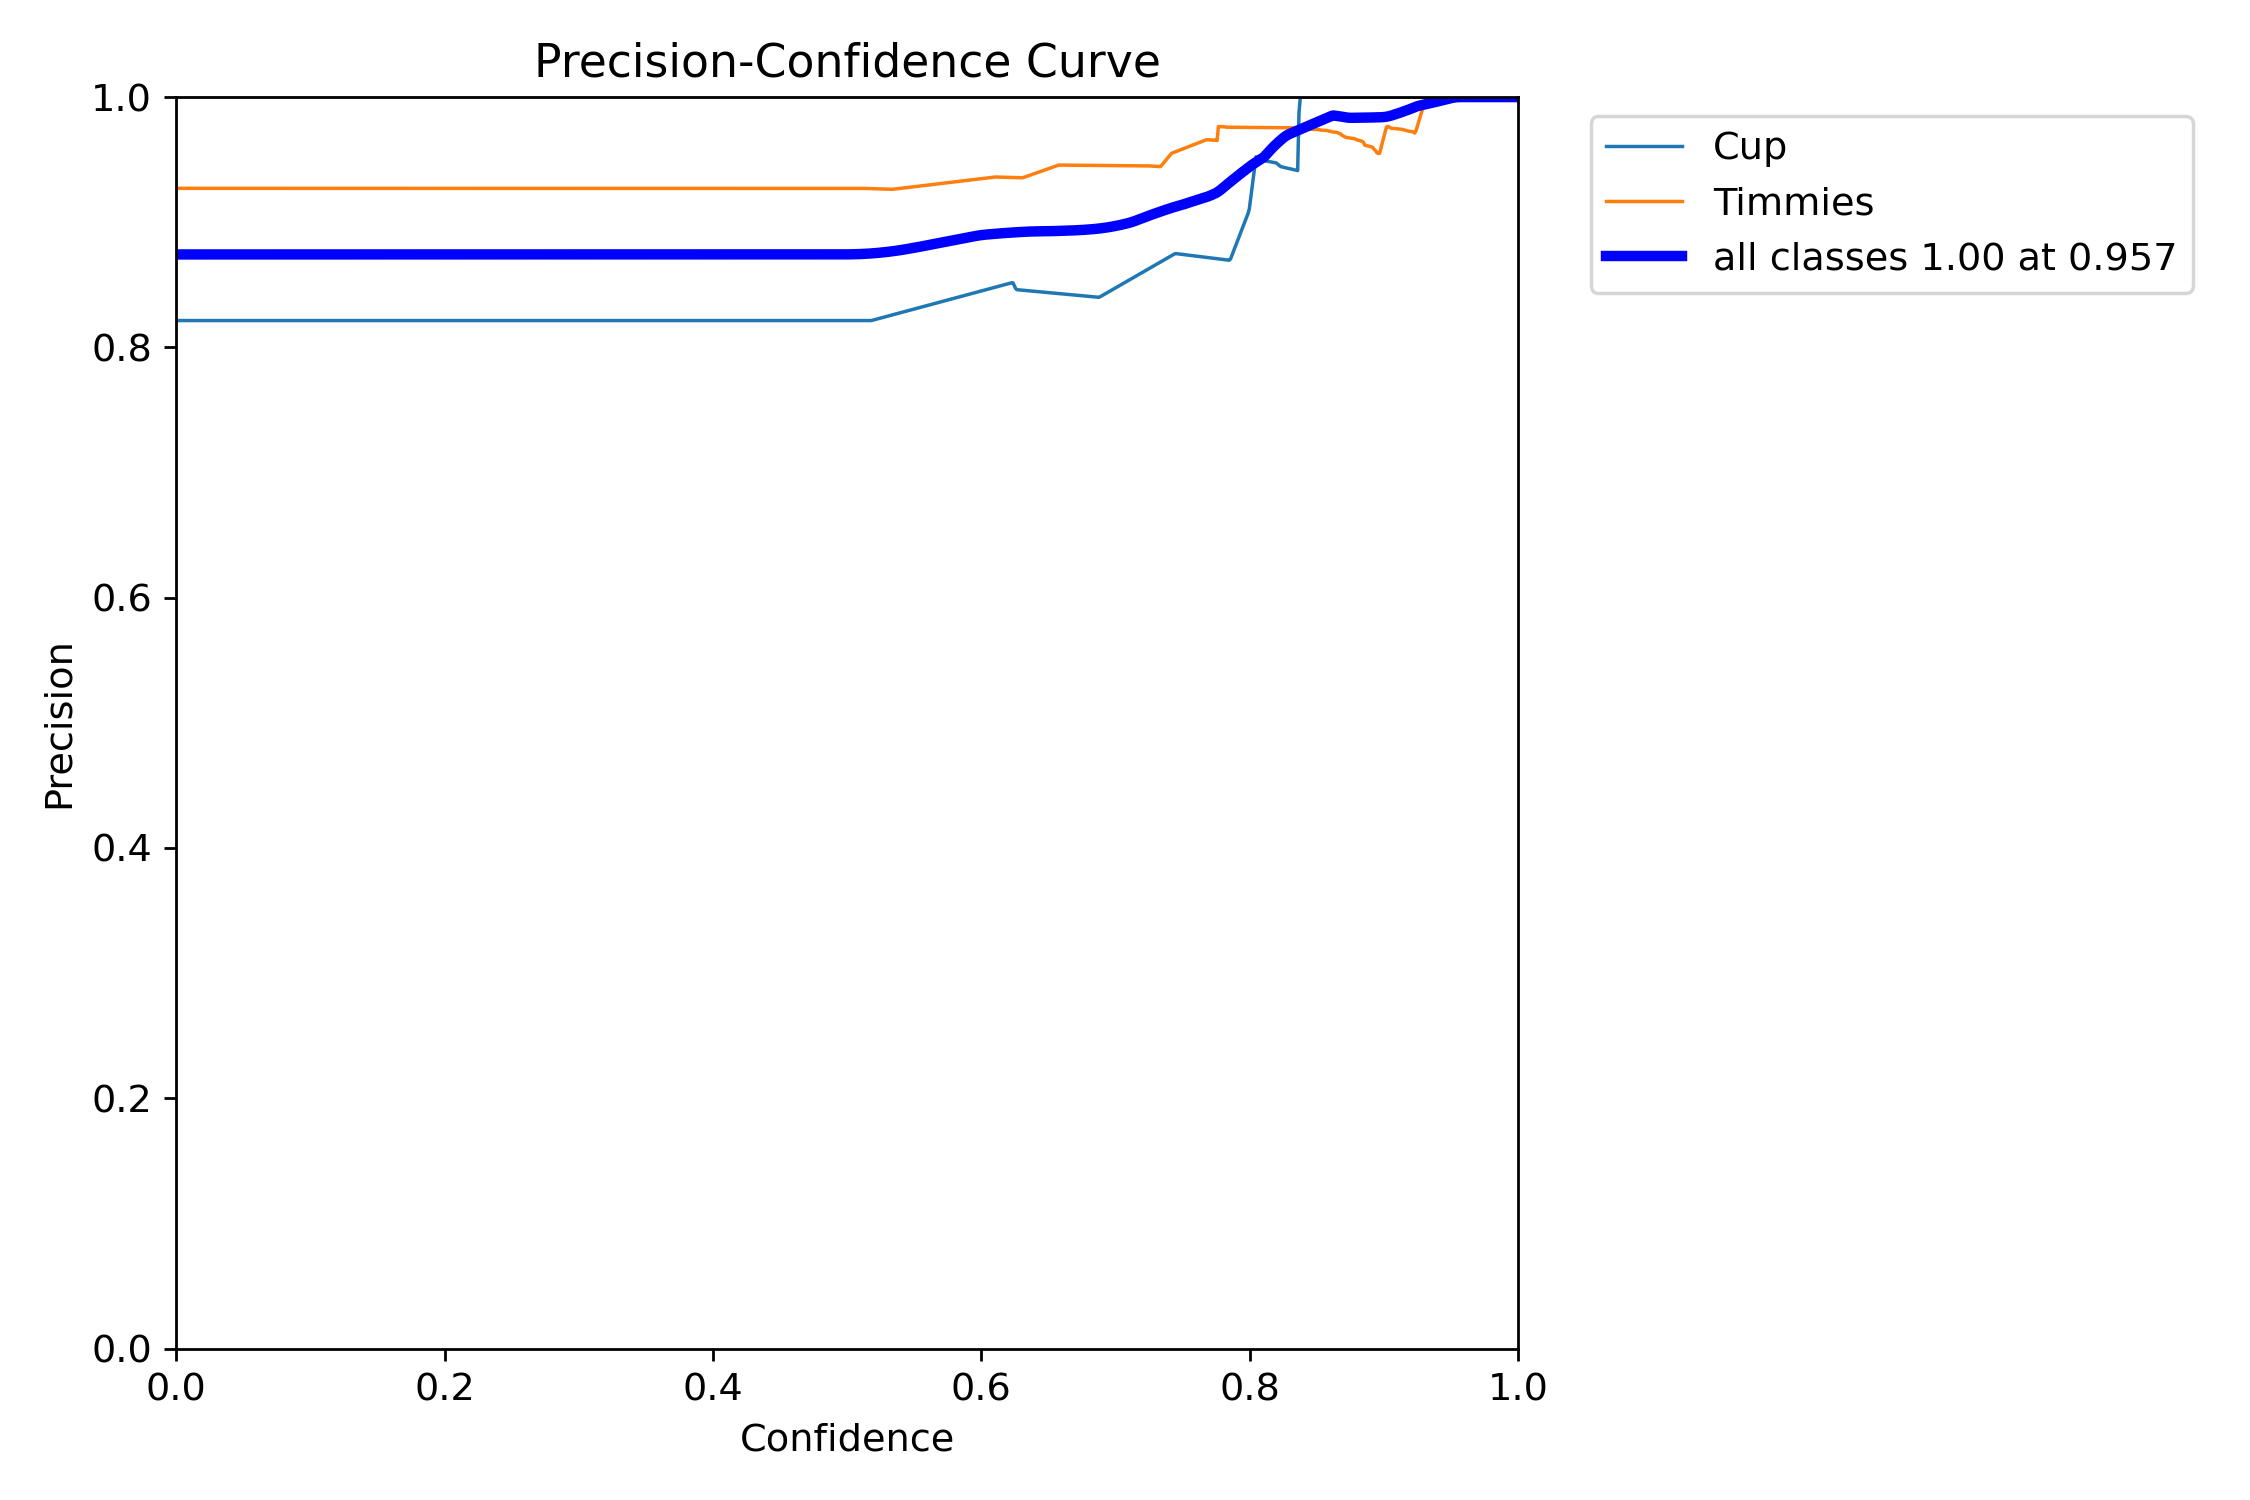 Precision-Confidence Curve
1.0
0.8
0.6
0.4
0.2
0.0
Precision
0.0 0.2 0.4 0.6 0.8 1.0
Confidence
Cup
Timmies
all classes 1.00 at 0.957